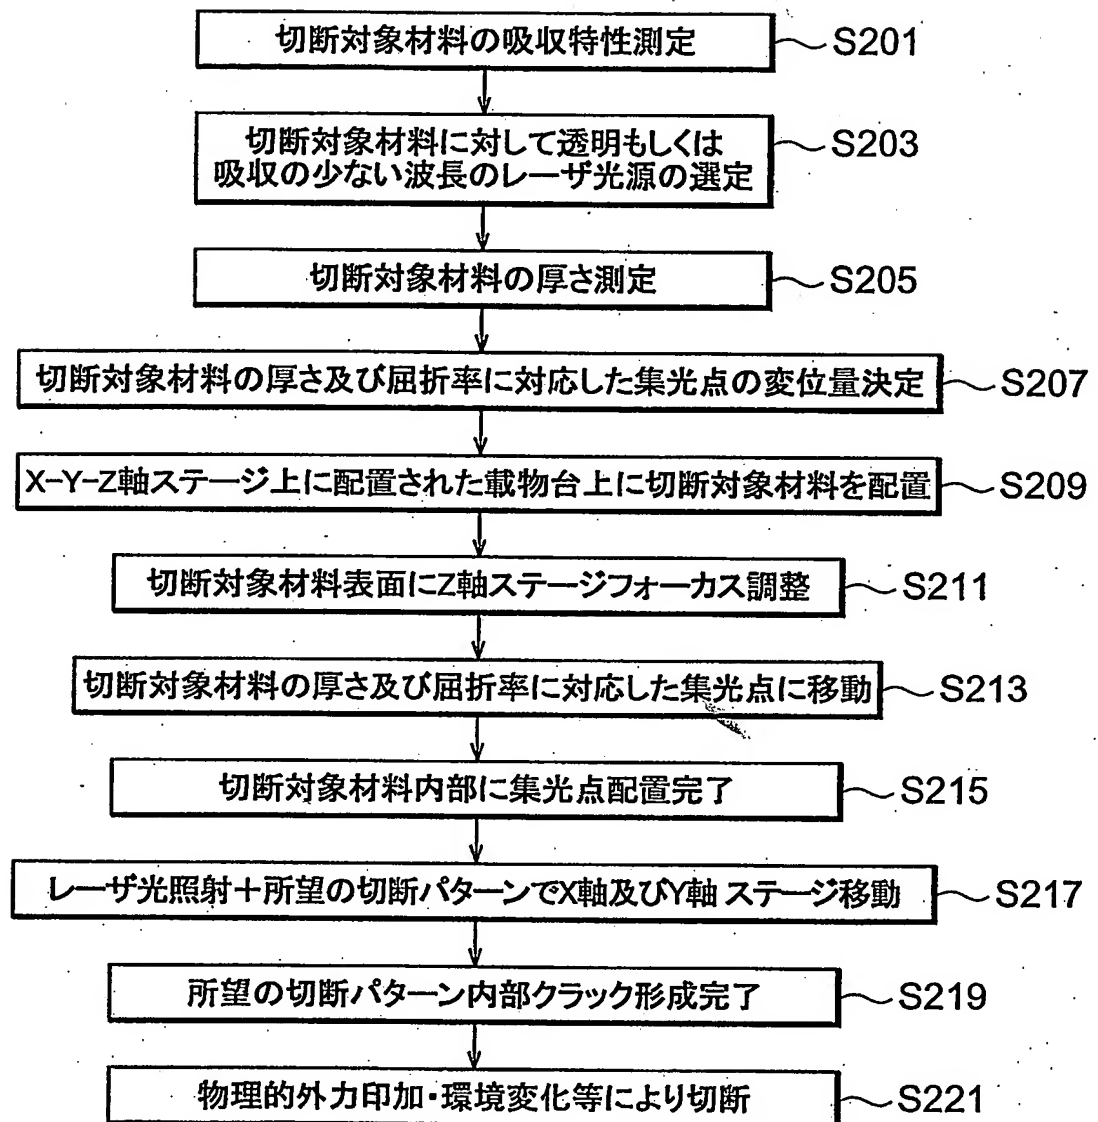 切断対象材料の吸収特性測定 S201
切断対象材料に対して透明もしくは
吸収の少ない波長のレーザ光源の選定 S203
切断対象材料の厚さ測定 S205
切断対象材料の厚さ及び屈折率に対応した集光点の変位量決定 S207
X-Y-Z軸ステージ上に配置された載物台上に切断対象材料を配置 S209
切断対象材料表面にZ軸ステージフォーカス調整 S211
切断対象材料の厚さ及び屈折率に対応した集光点に移動 S213
切断対象材料内部に集光点配置完了 S215
レーザ光照射＋所望の切断パターンでX軸及びY軸 ステージ移動 S217
所望の切断パターン内部クラック形成完了 S219
物理的外力印加・環境変化等により切断 S221